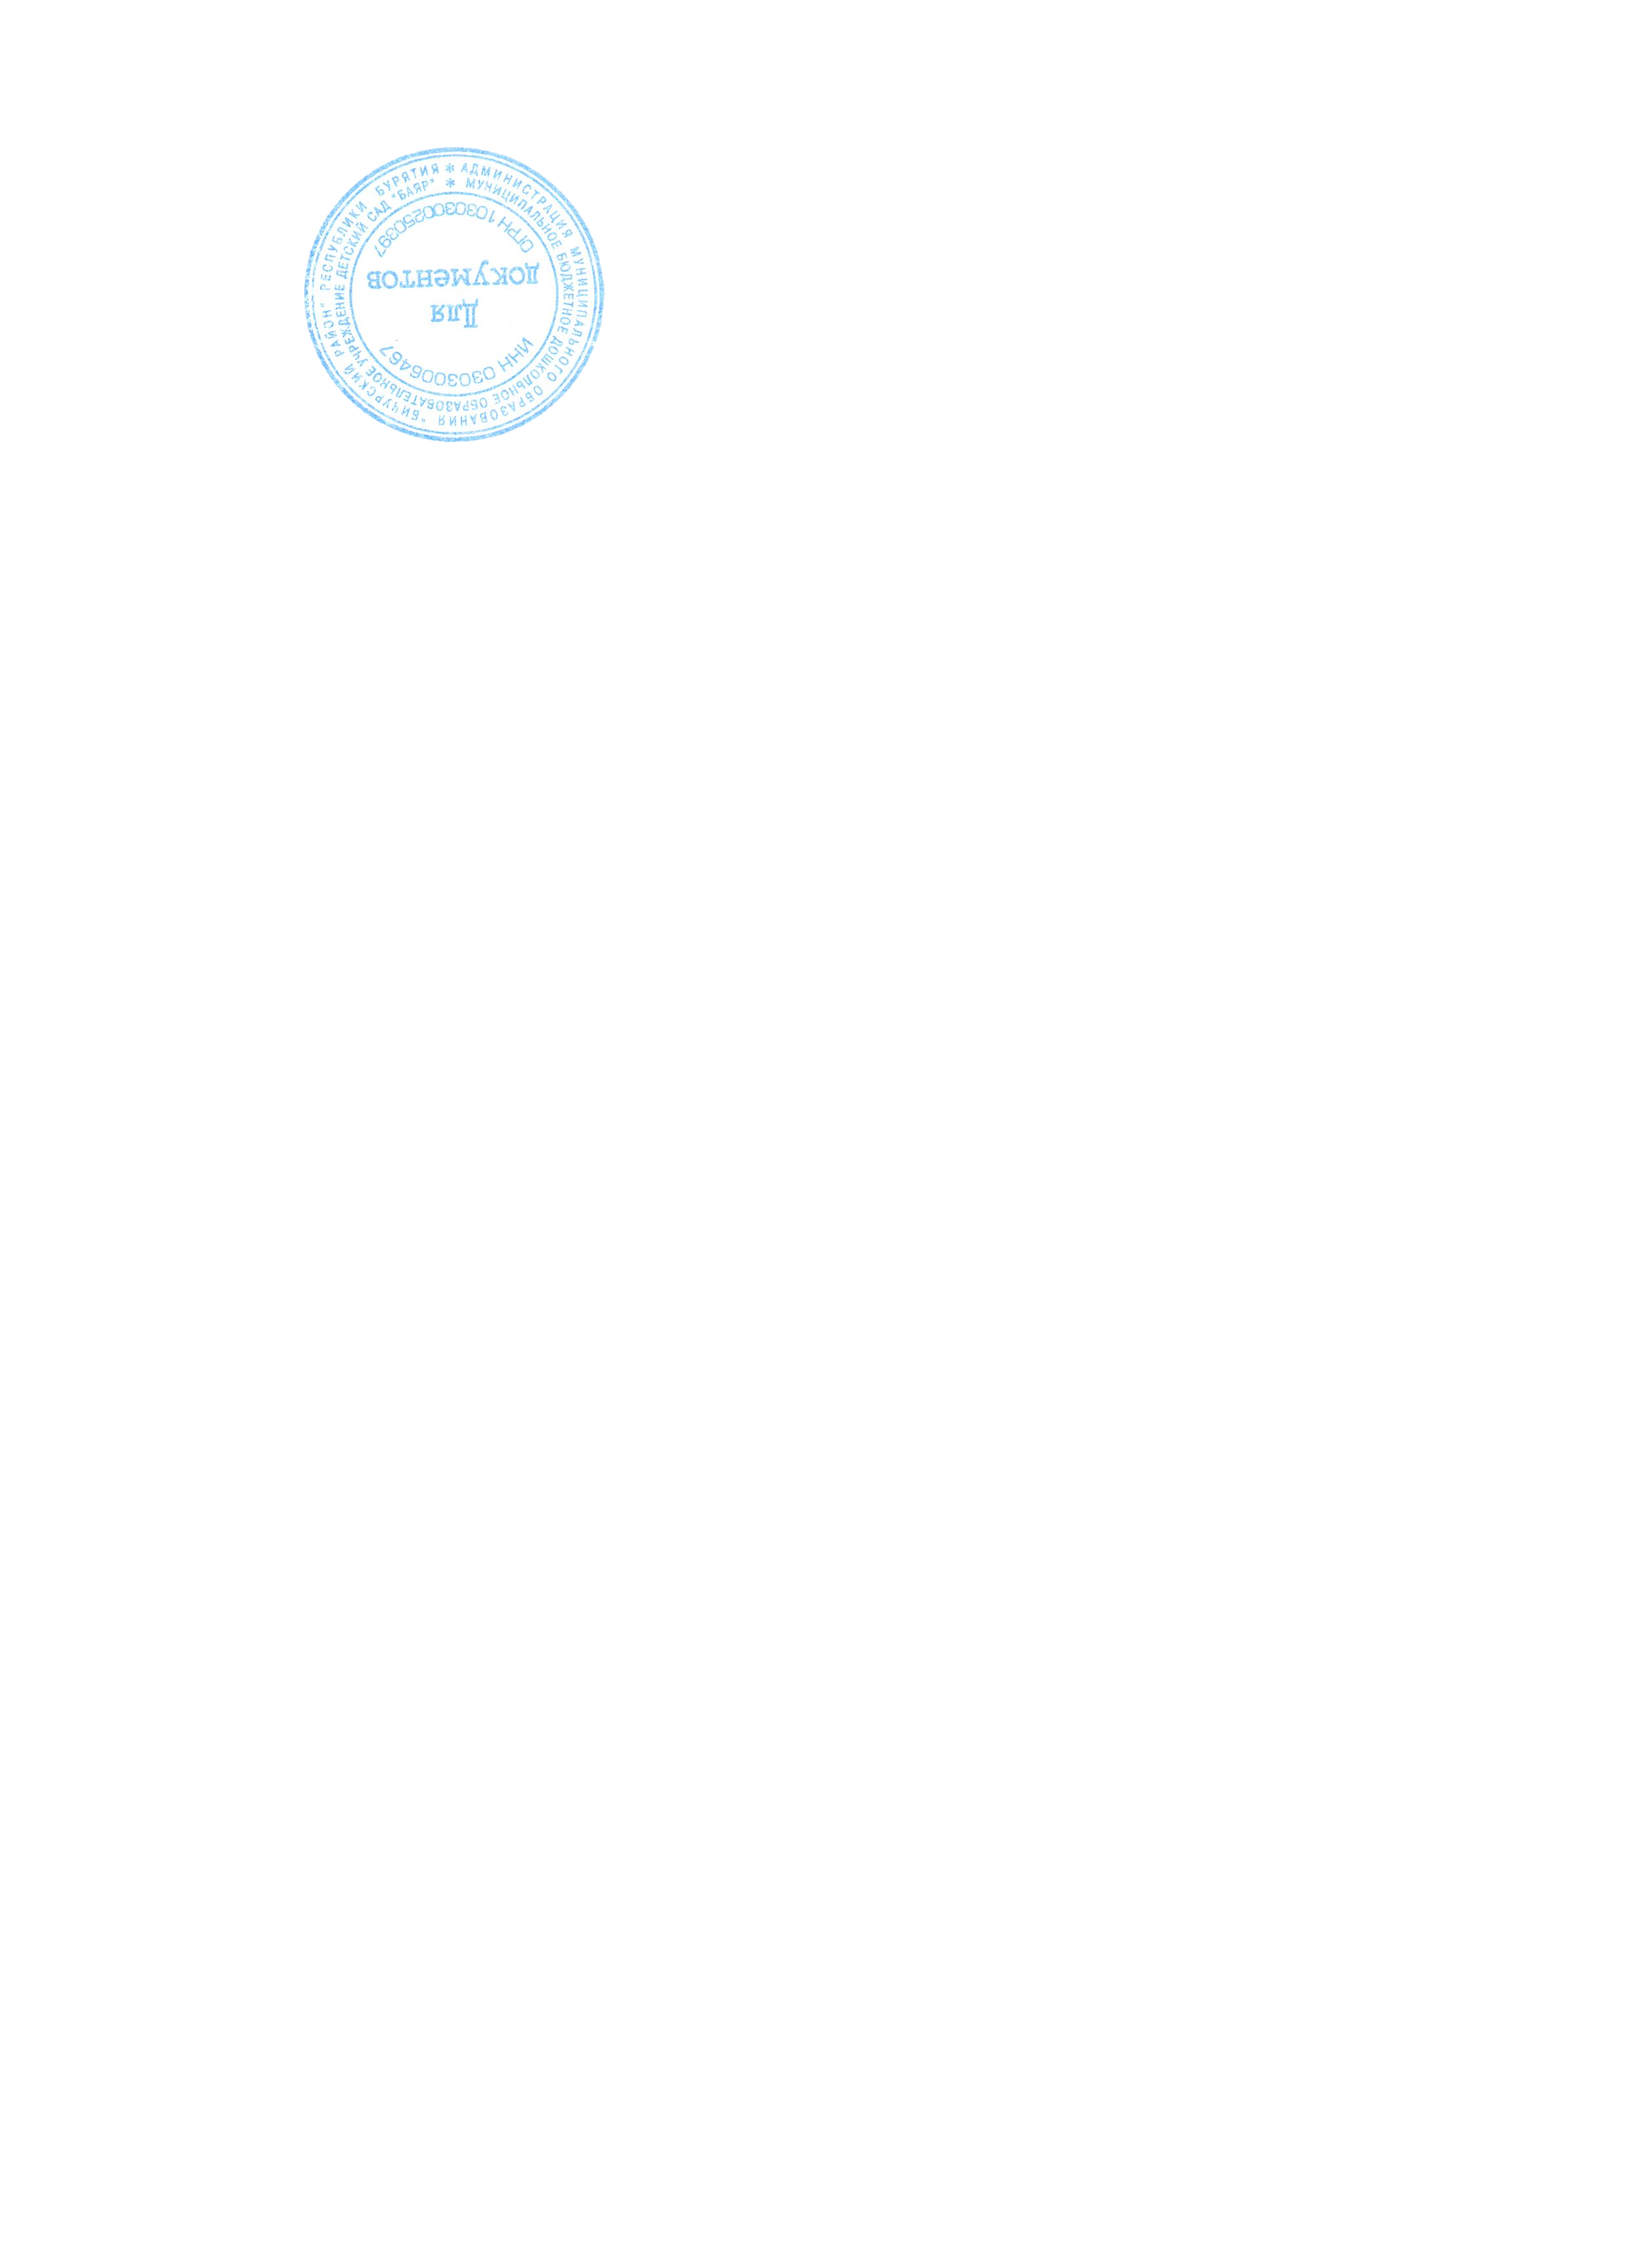 АДМИНИСТРАЦИЯ МУНИЦИПАЛЬНОГО ОБРАЗОВАНИЯ "БИЧУРСКИЙ РАЙОН" РЕСПУБЛИКИ БУРЯТИЯ *
МУНИЦИПАЛЬНОЕ БЮДЖЕТНОЕ ДОШКОЛЬНОЕ ОБРАЗОВАТЕЛЬНОЕ УЧРЕЖДЕНИЕ ДЕТСКИЙ САД "БАЯР" *
ИНН 0303006467
Для
документов
ОГРН 1030300250397